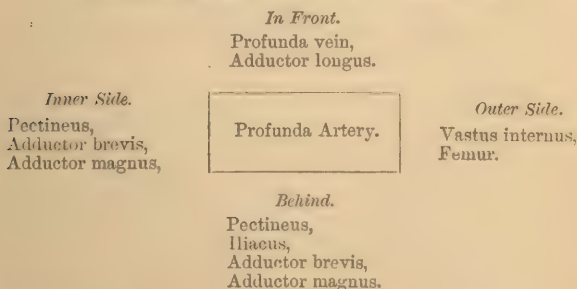 In Front.
Profunda vein,
Adductor longus.
Inner Side.
Pectineus,
Adductor brevis,
Adductor magnus,
Profunda Artery.
Outer Side.
Vastus internus,
Femur.
Behind.
Pectineus,
Iliacus,
Adductor brevis,
Adductor magnus.